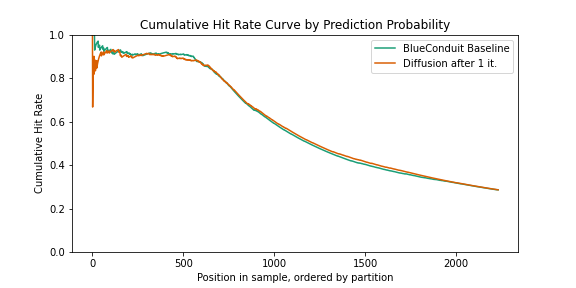 Cumulative Hit Rate Curve by Prediction Probability
BlueConduit Baseline
Diffusion after 1 it.
Cumulative Hit Rate
1.0
0.8
0.6
0.4
0.2
0.0
0
500
1000
1500
2000
Position in sample, ordered by partition